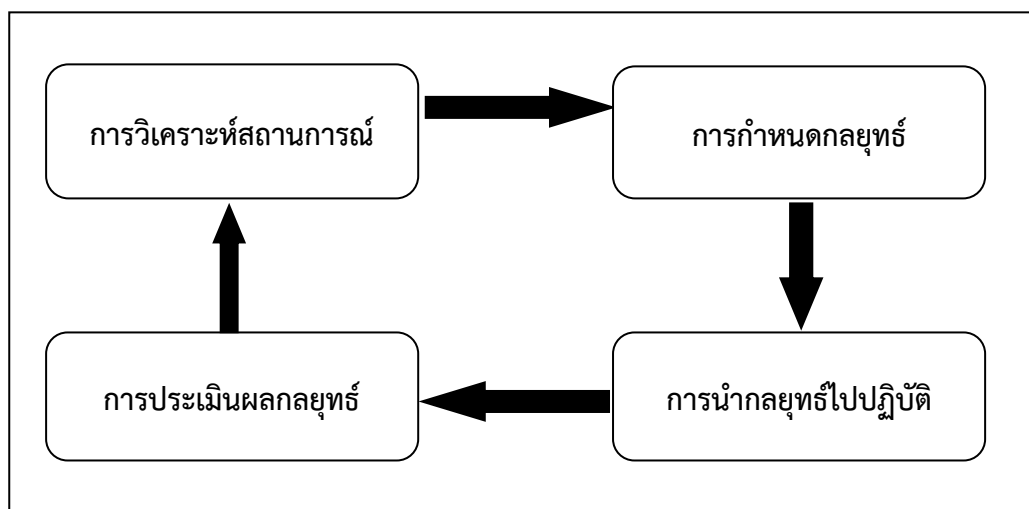 การวิเคราะห์สถานการณ์
การกำหนดกลยุทธ์
การประเมินผลกลยุทธ์
การนำกลยุทธ์ไปปฏิบัติ